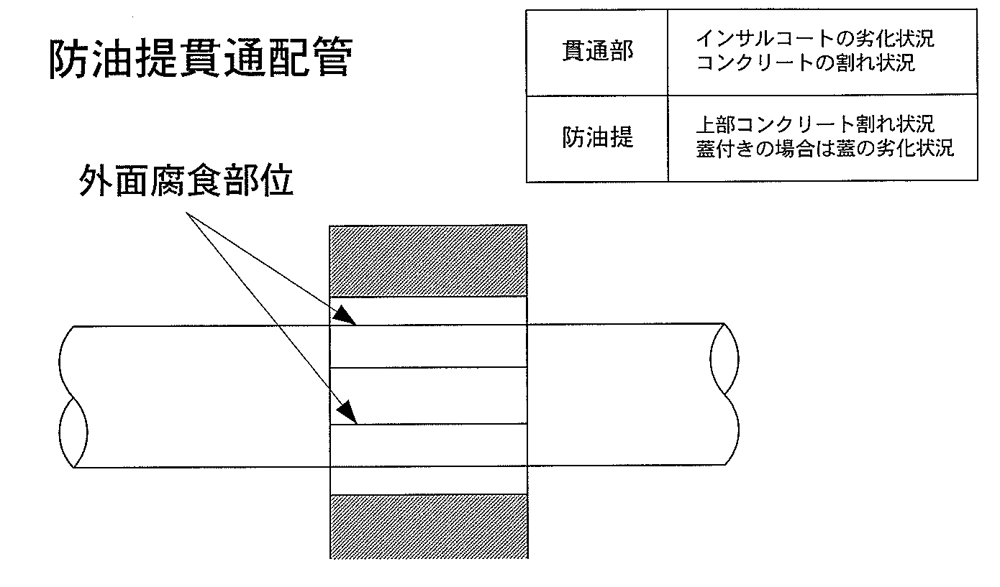 防油提貫通配管
貫通部
インサルコートの劣化状況
コンクリートの割れ状況
防油提
上部コンクリート割れ状況
蓋付きの場合は蓋の劣化状況
外面腐食部位